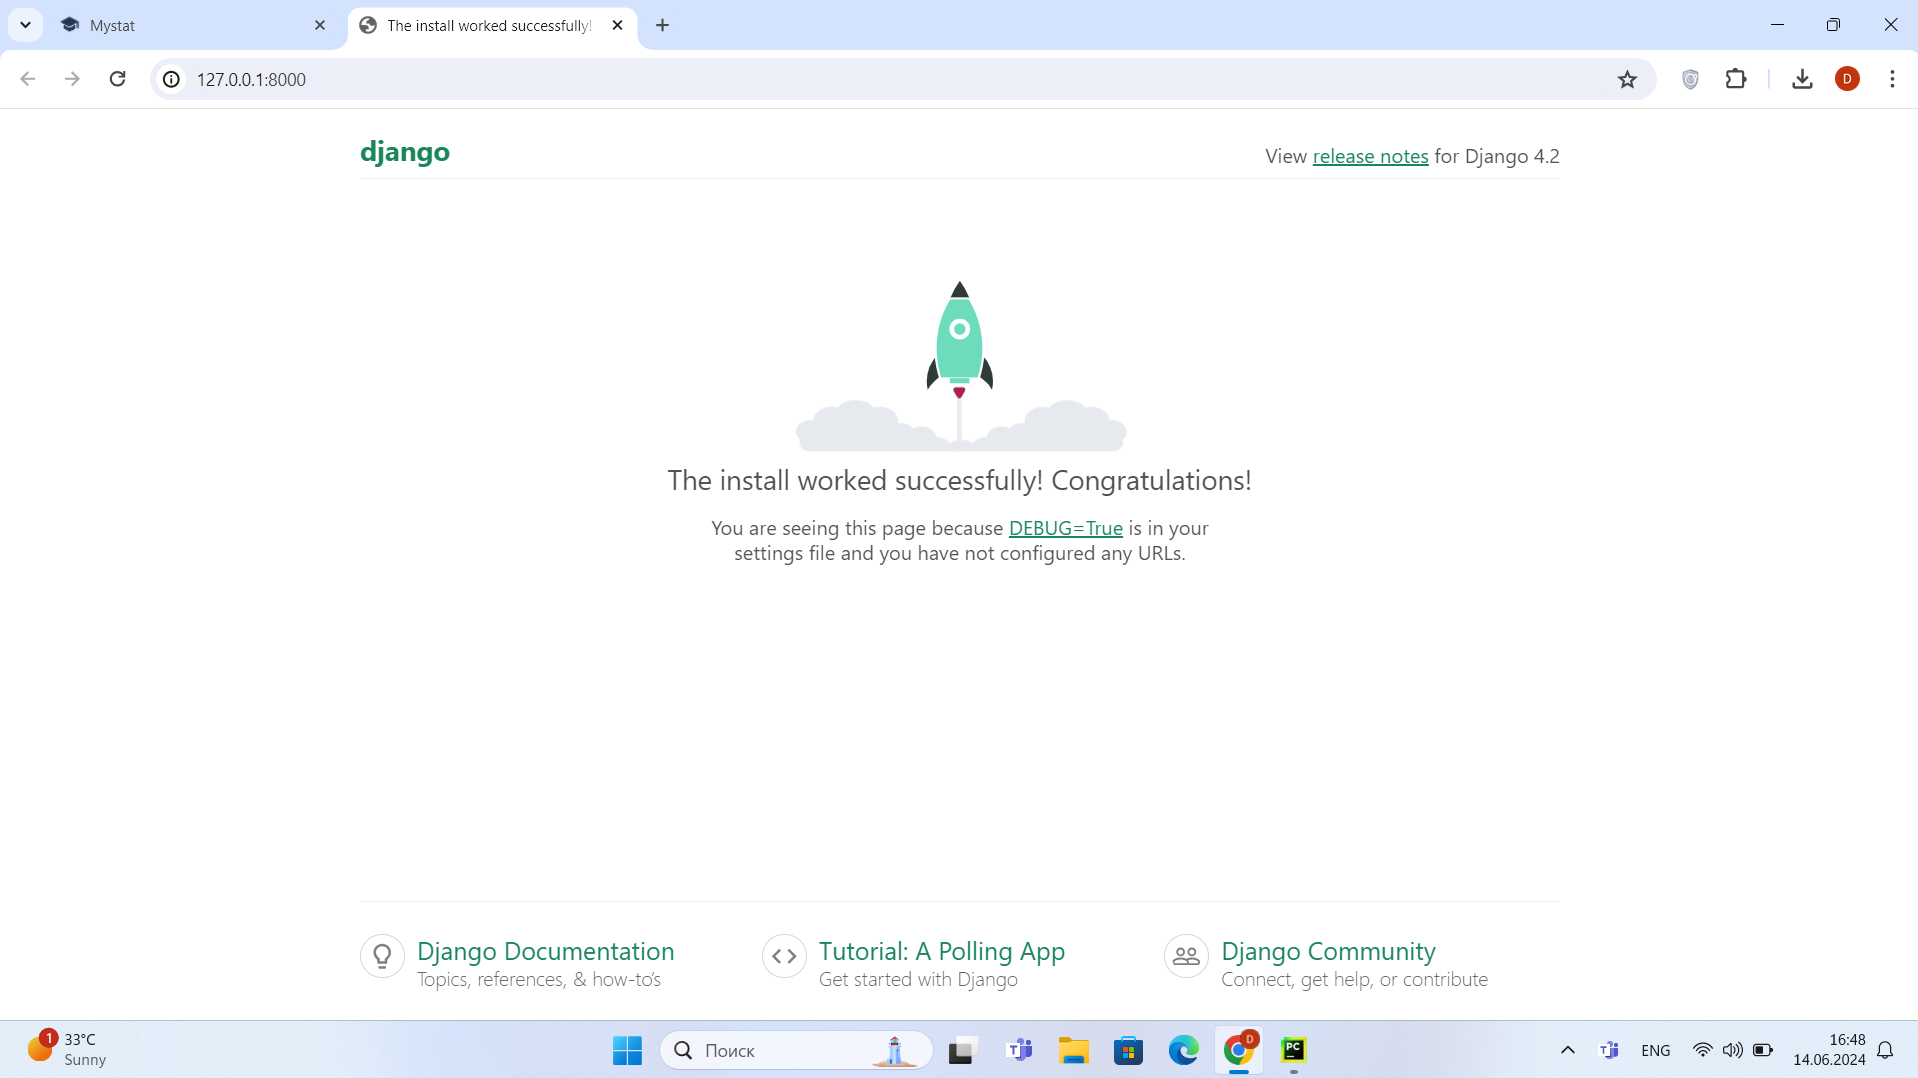 Mystat
The install worked successfully!
127.0.0.1:8000
D
django
View release notes for Django 4.2
The install worked successfully! Congratulations!
You are seeing this page because DEBUG=True is in your
settings file and you have not configured any URLs.
Django Documentation
Topics, references, & how-to's
Tutorial: A Polling App
Get started with Django
Django Community
Connect, get help, or contribute
1
33°C
Sunny
Поиск
T
D
PC
T
ENG
16:48
14.06.2024